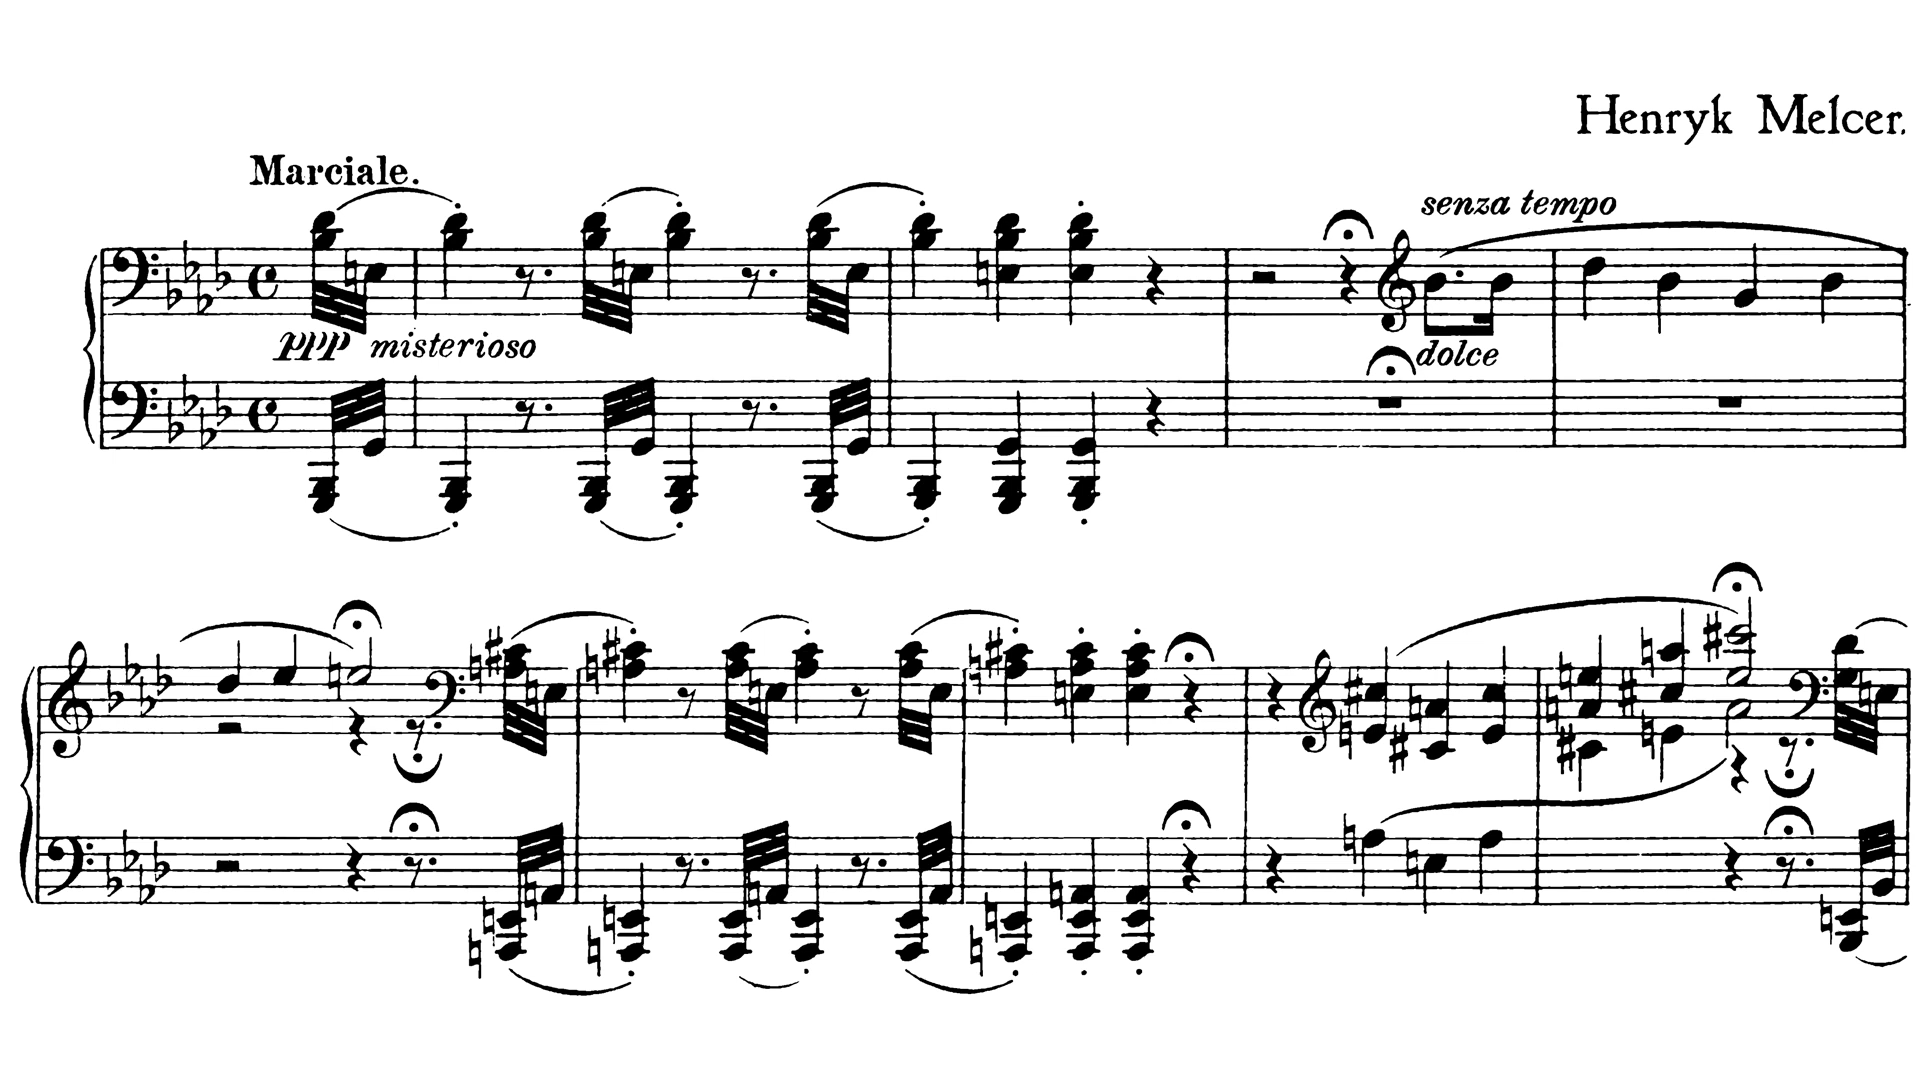 Henryk Melcer.
Marciale.
senza tempo
ppp misterioso
dolce